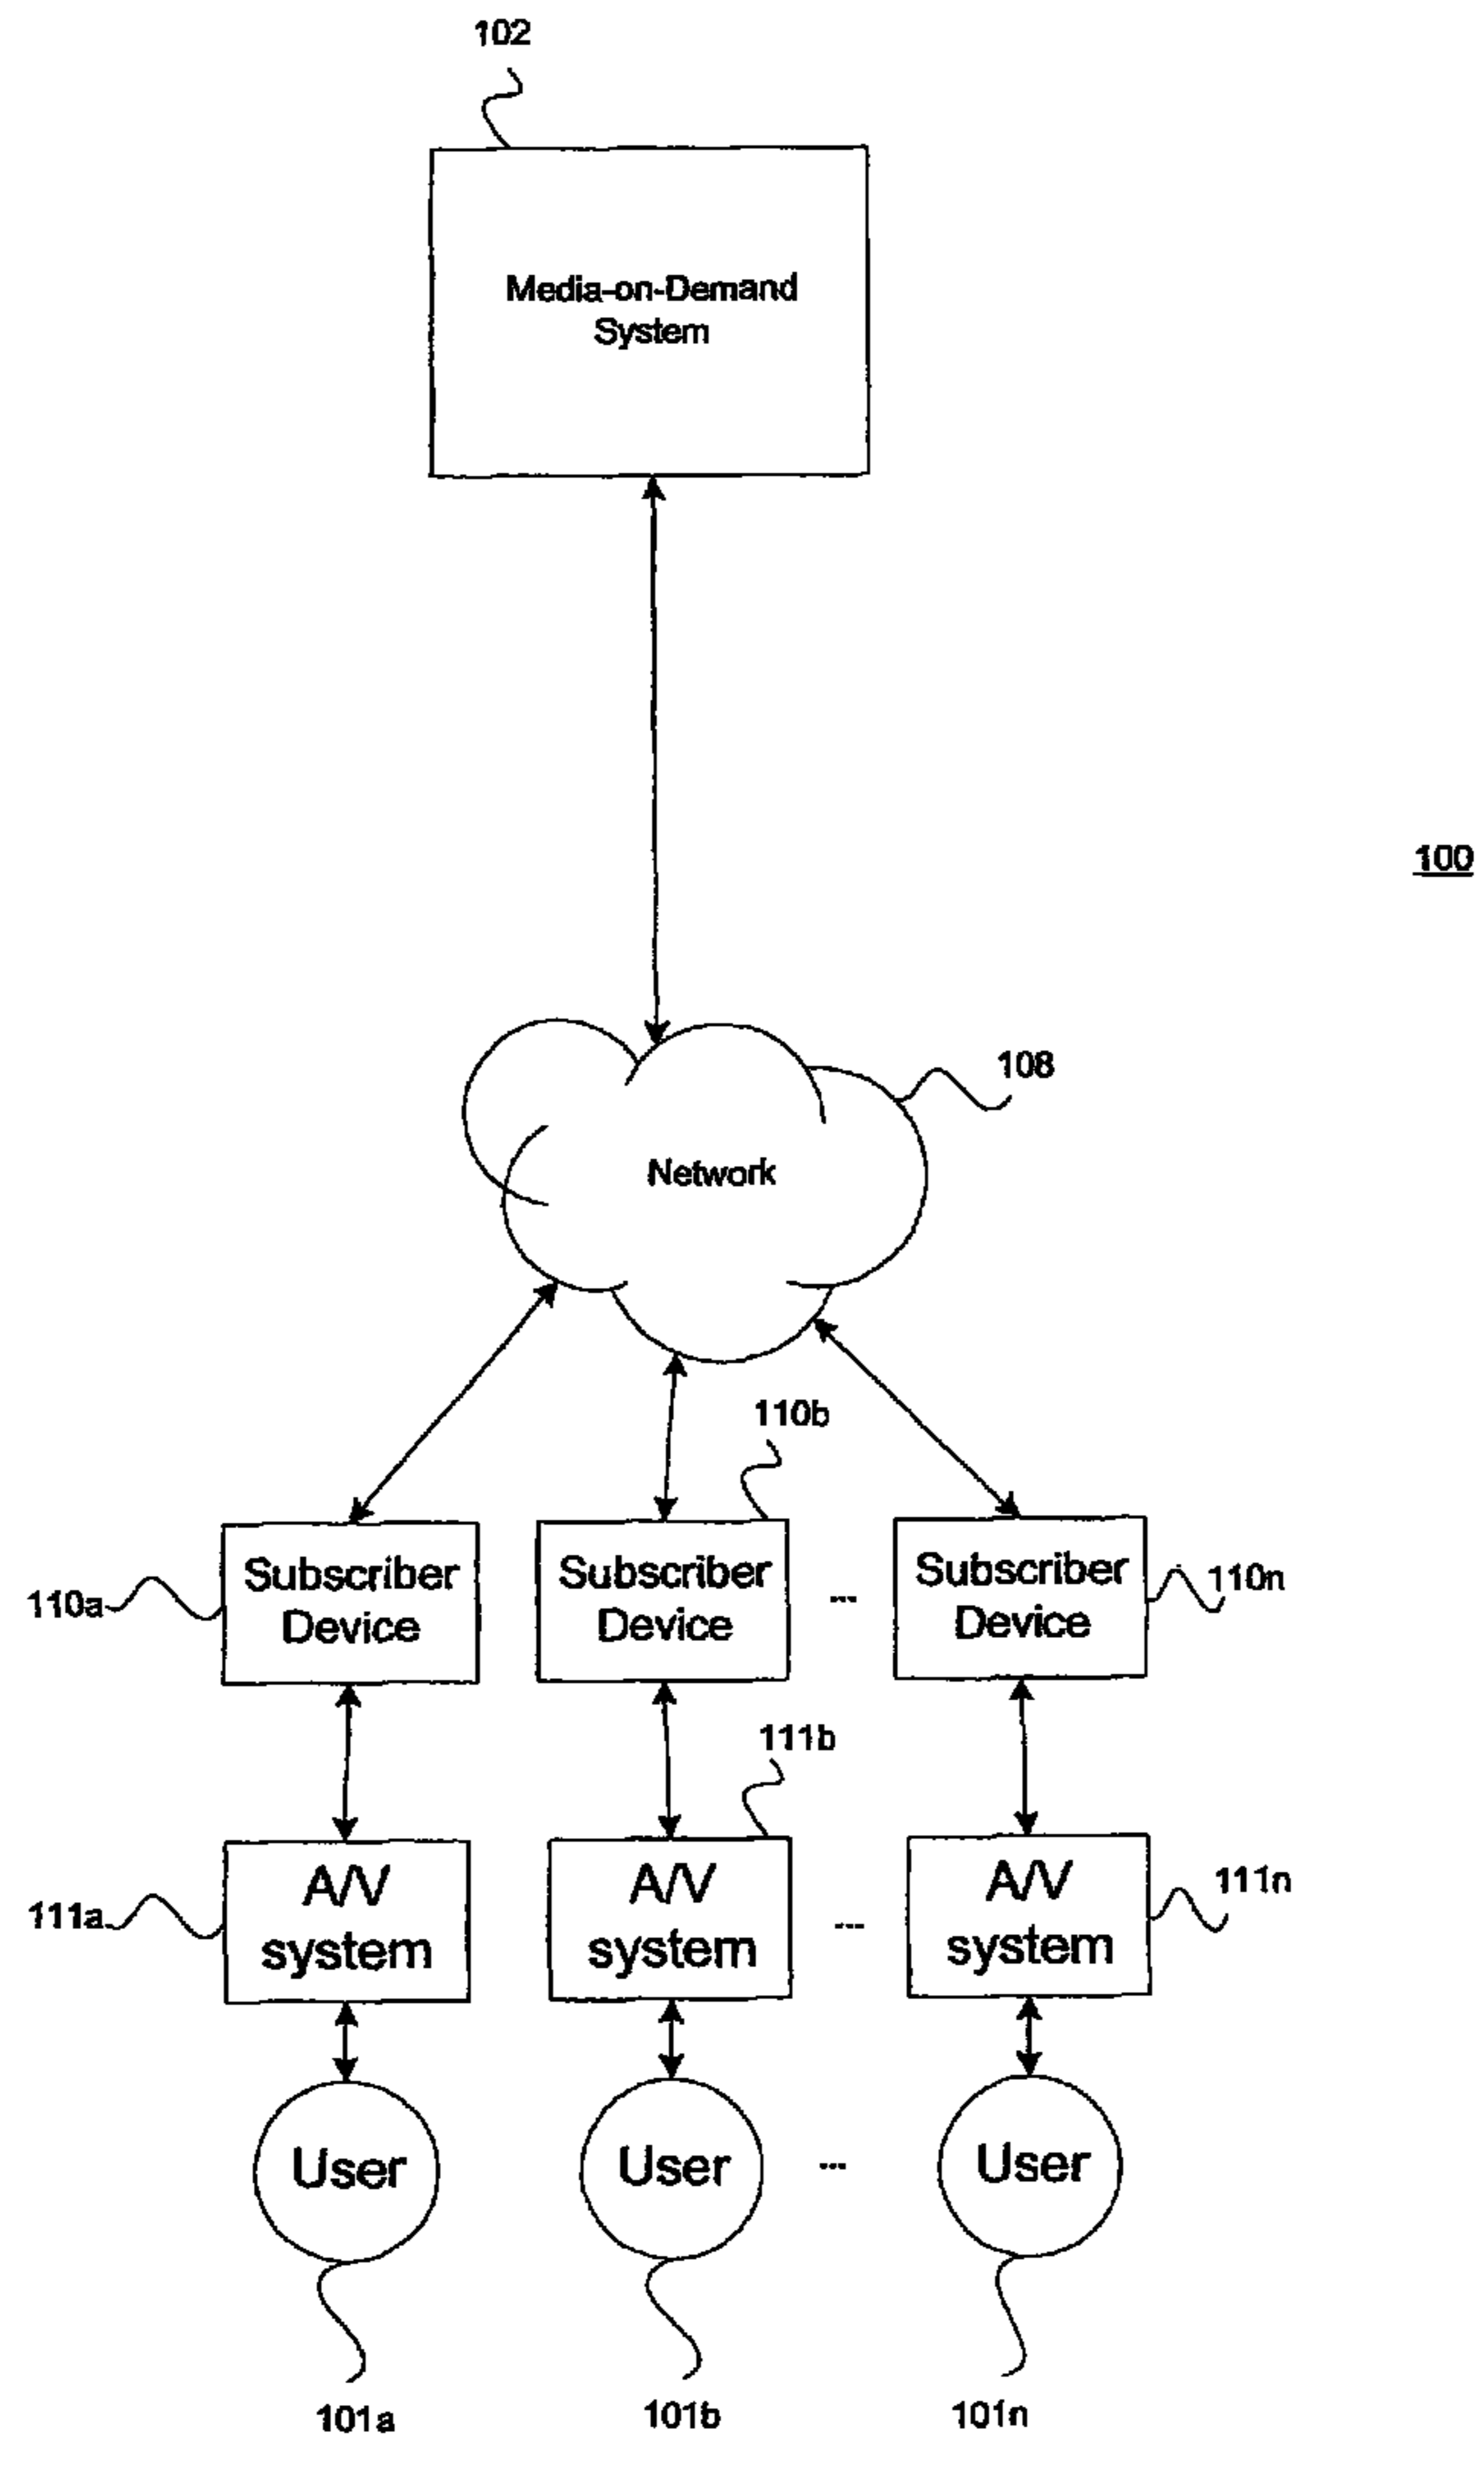 102
Media-on-Demand
System
100
108
Network
110b
Subscriber
Device
Subscriber
Device
...
Subscriber
Device
110a
110n
111b
A/V
system
A/V
system
...
A/V
system
111a
111n
User
User
...
User
101a
101b
101n